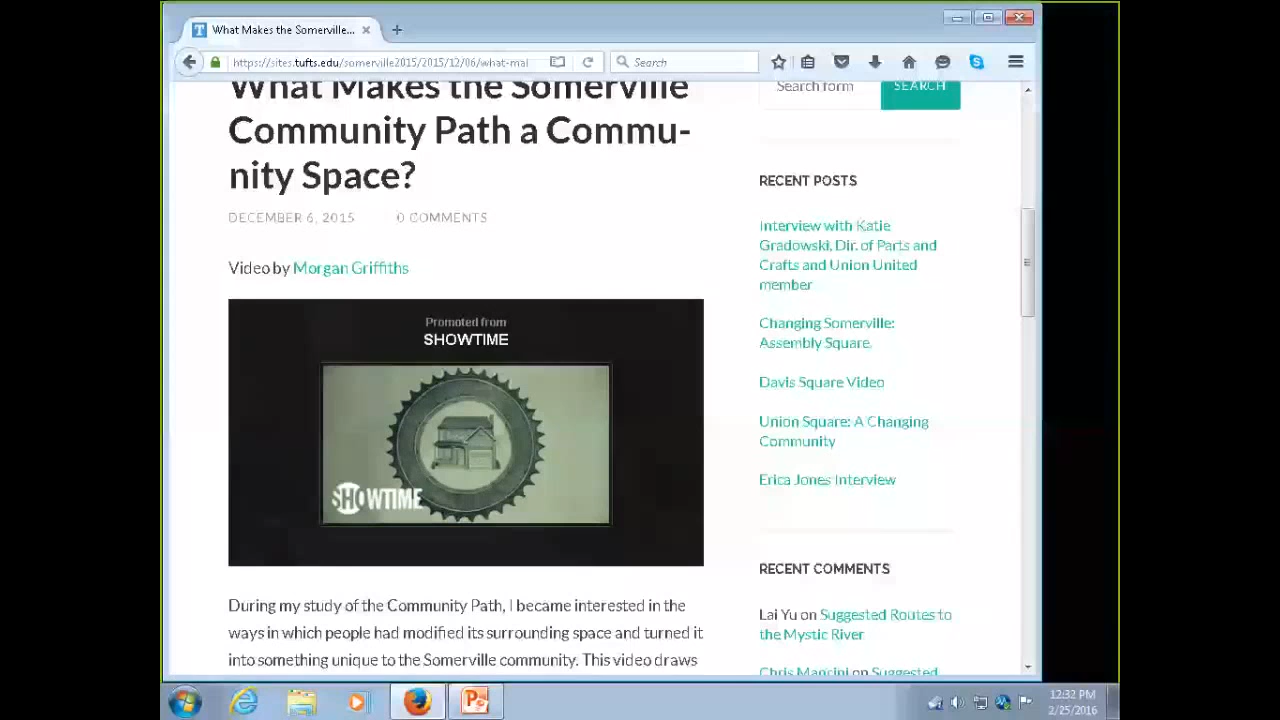 What Makes the Somerville...
https://sites.tufts.edu/somerville2015/2015/12/06/what-mal
Search
What Makes the Somerville
Community Path a Commu-
nity Space?
DECEMBER 6, 2015 0 COMMENTS
Video by Morgan Griffiths
Promoted from
SHOWTIME
SHOWTIME
During my study of the Community Path, I became interested in the
ways in which people had modified its surrounding space and turned it
into something unique to the Somerville community. This video draws
Search form
SEARCH
RECENT POSTS
Interview with Katie
Gradowski, Dir. of Parts and
Crafts and Union United
member
Changing Somerville:
Assembly Square
Davis Square Video
Union Square: A Changing
Community
Erica Jones Interview
RECENT COMMENTS
Lai Yu on Suggested Routes to
the Mystic River
Chris Mancini on Suggested
12:32 PM
2/25/2016